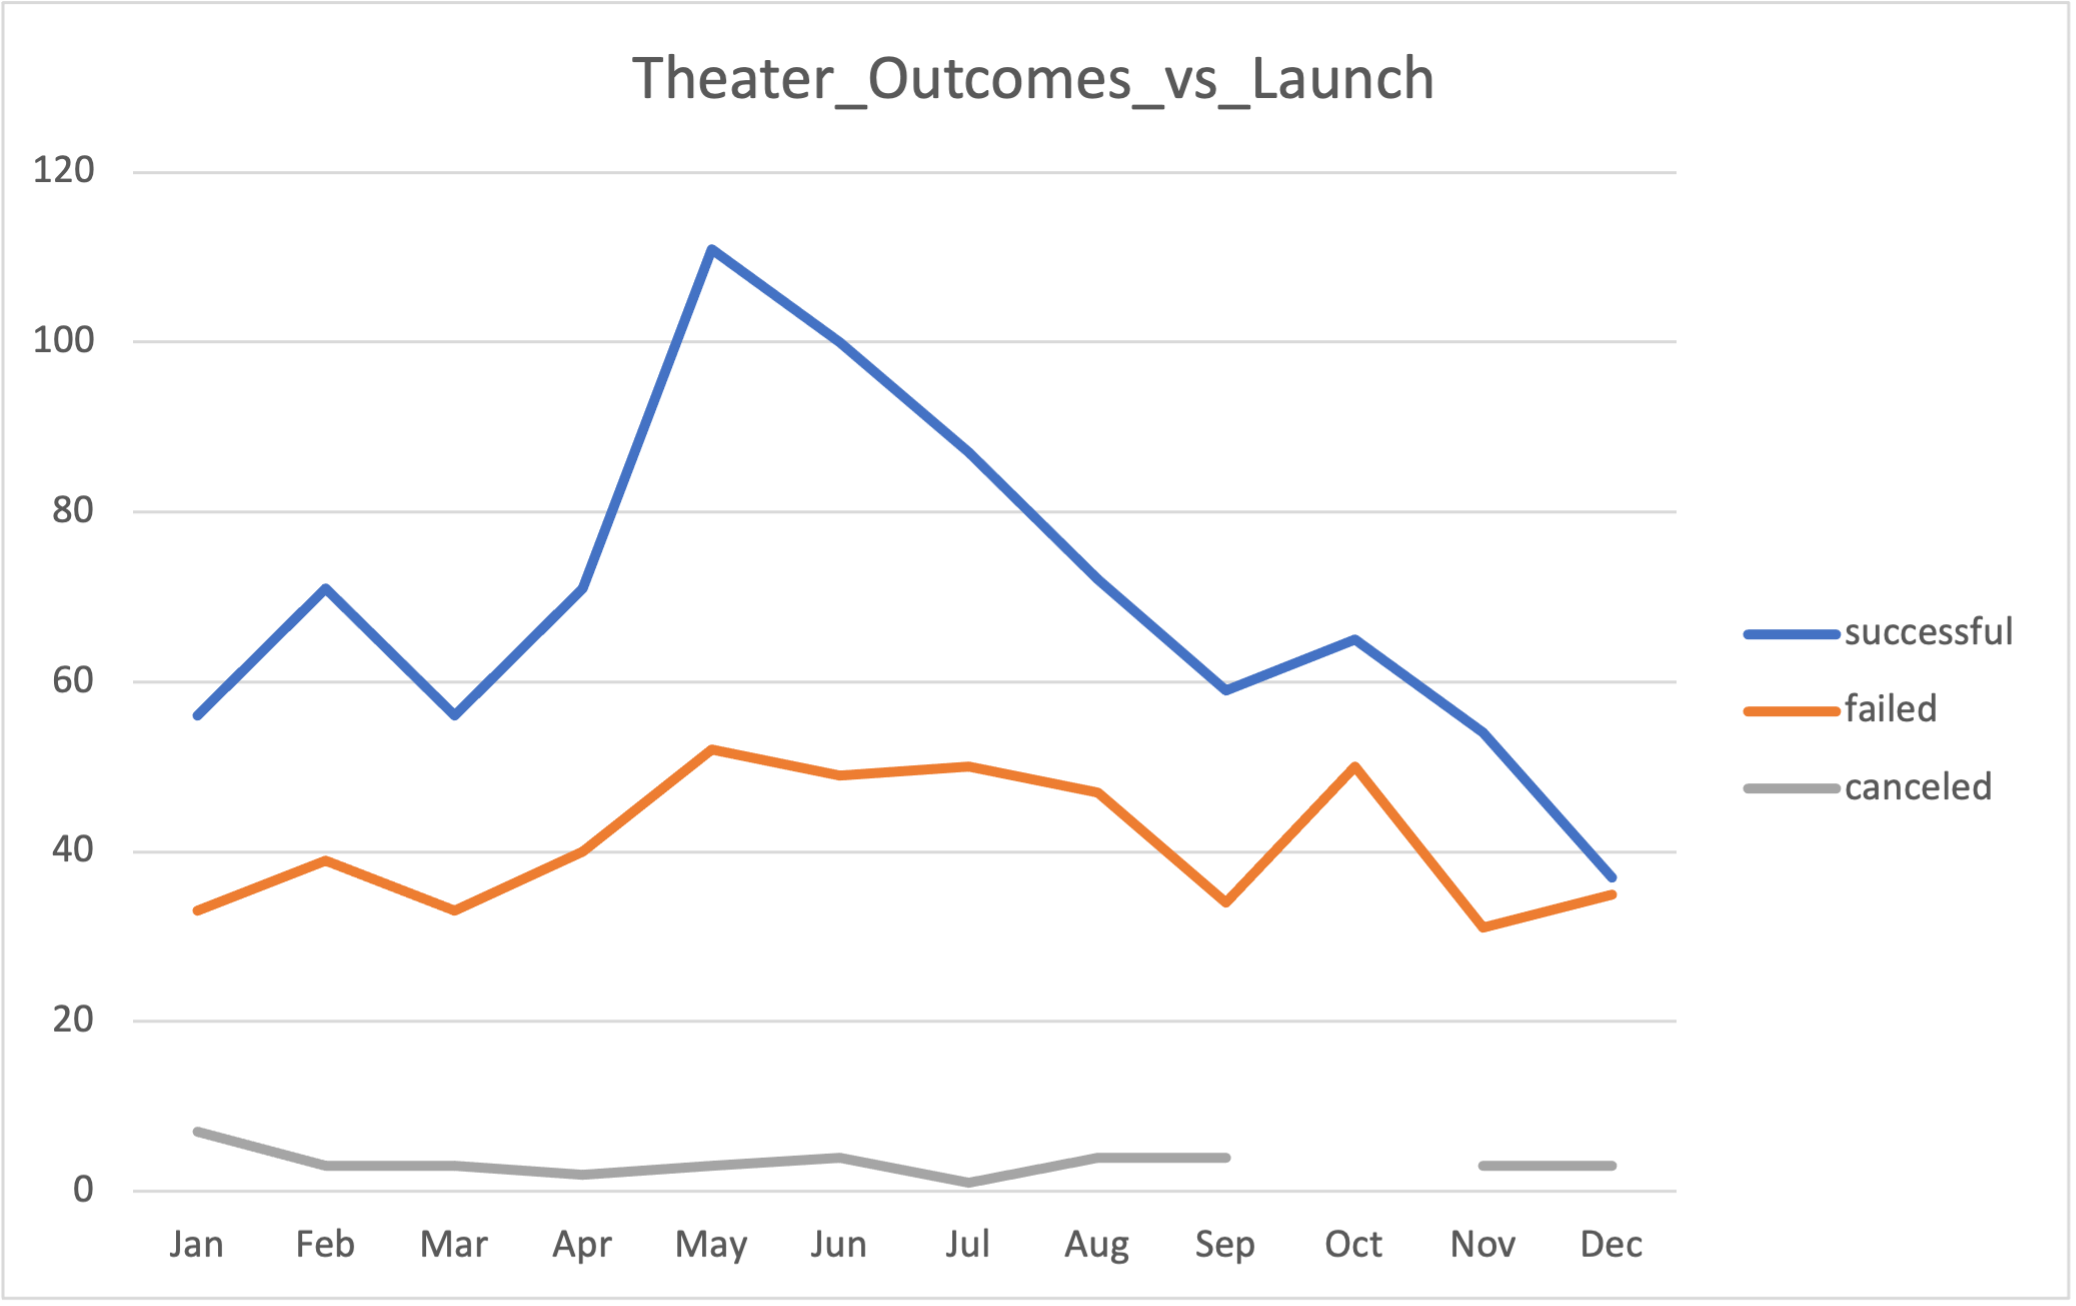 Theater_Outcomes_vs_Launch
120
100
80
60
40
20
0
Jan Feb Mar Apr May Jun Jul Aug Sep Oct Nov Dec
successful
failed
canceled